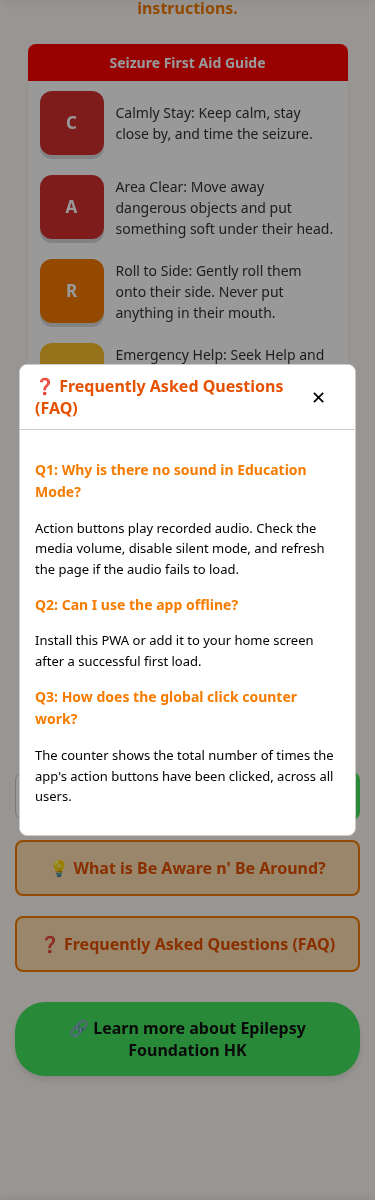 instructions.
Seizure First Aid Guide
C
Calmly Stay: Keep calm, stay
close by, and time the seizure.
A
Area Clear: Move away
dangerous objects and put
something soft under their head.
R
Roll to Side: Gently roll them
onto their side. Never put
anything in their mouth.
Emergency Help: Seek Help and
❓ Frequently Asked Questions
(FAQ)
✕
Q1: Why is there no sound in Education
Mode?
Action buttons play recorded audio. Check the
media volume, disable silent mode, and refresh
the page if the audio fails to load.
Q2: Can I use the app offline?
Install this PWA or add it to your home screen
after a successful first load.
Q3: How does the global click counter
work?
The counter shows the total number of times the
app's action buttons have been clicked, across all
users.
💡 What is Be Aware n' Be Around?
❓ Frequently Asked Questions (FAQ)
🔗 Learn more about Epilepsy
Foundation HK